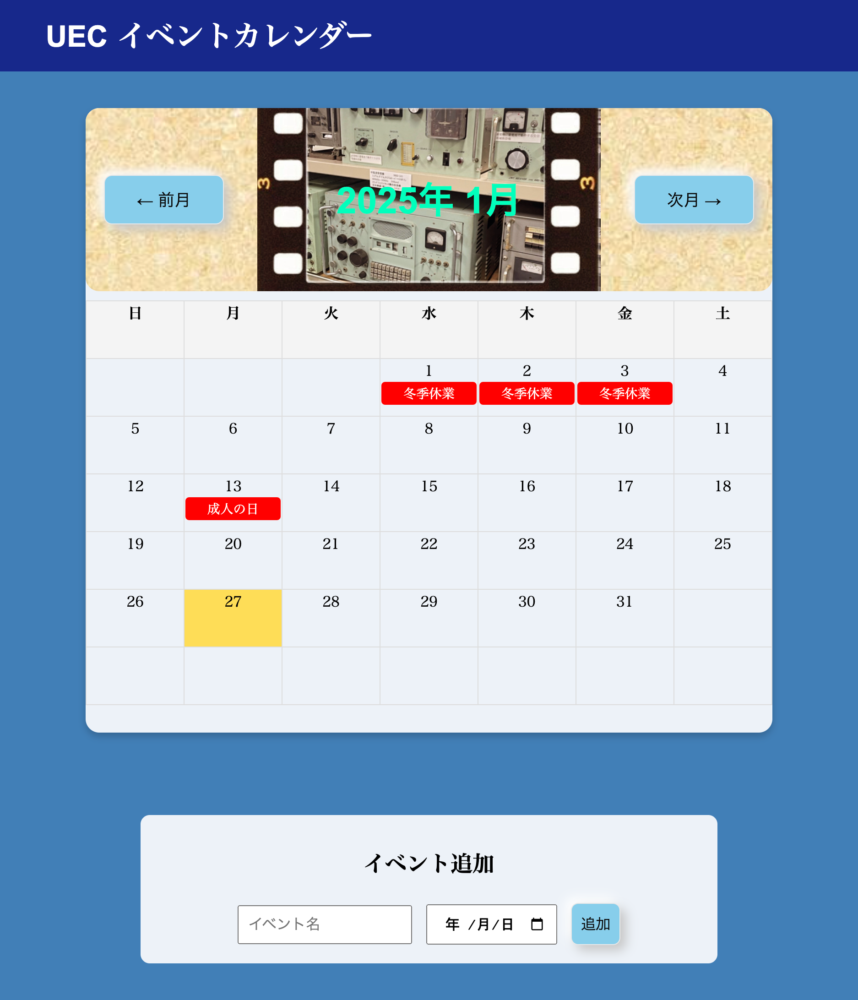 UEC イベントカレンダー
← 前月
2025年 1月
次月 →
日 月 火 水 木 金 土
1 2 3 4
冬季休業 冬季休業 冬季休業
5 6 7 8 9 10 11
12 13 14 15 16 17 18
成人の日
19 20 21 22 23 24 25
26 27 28 29 30 31
イベント追加
イベント名
年 /月/日
追加